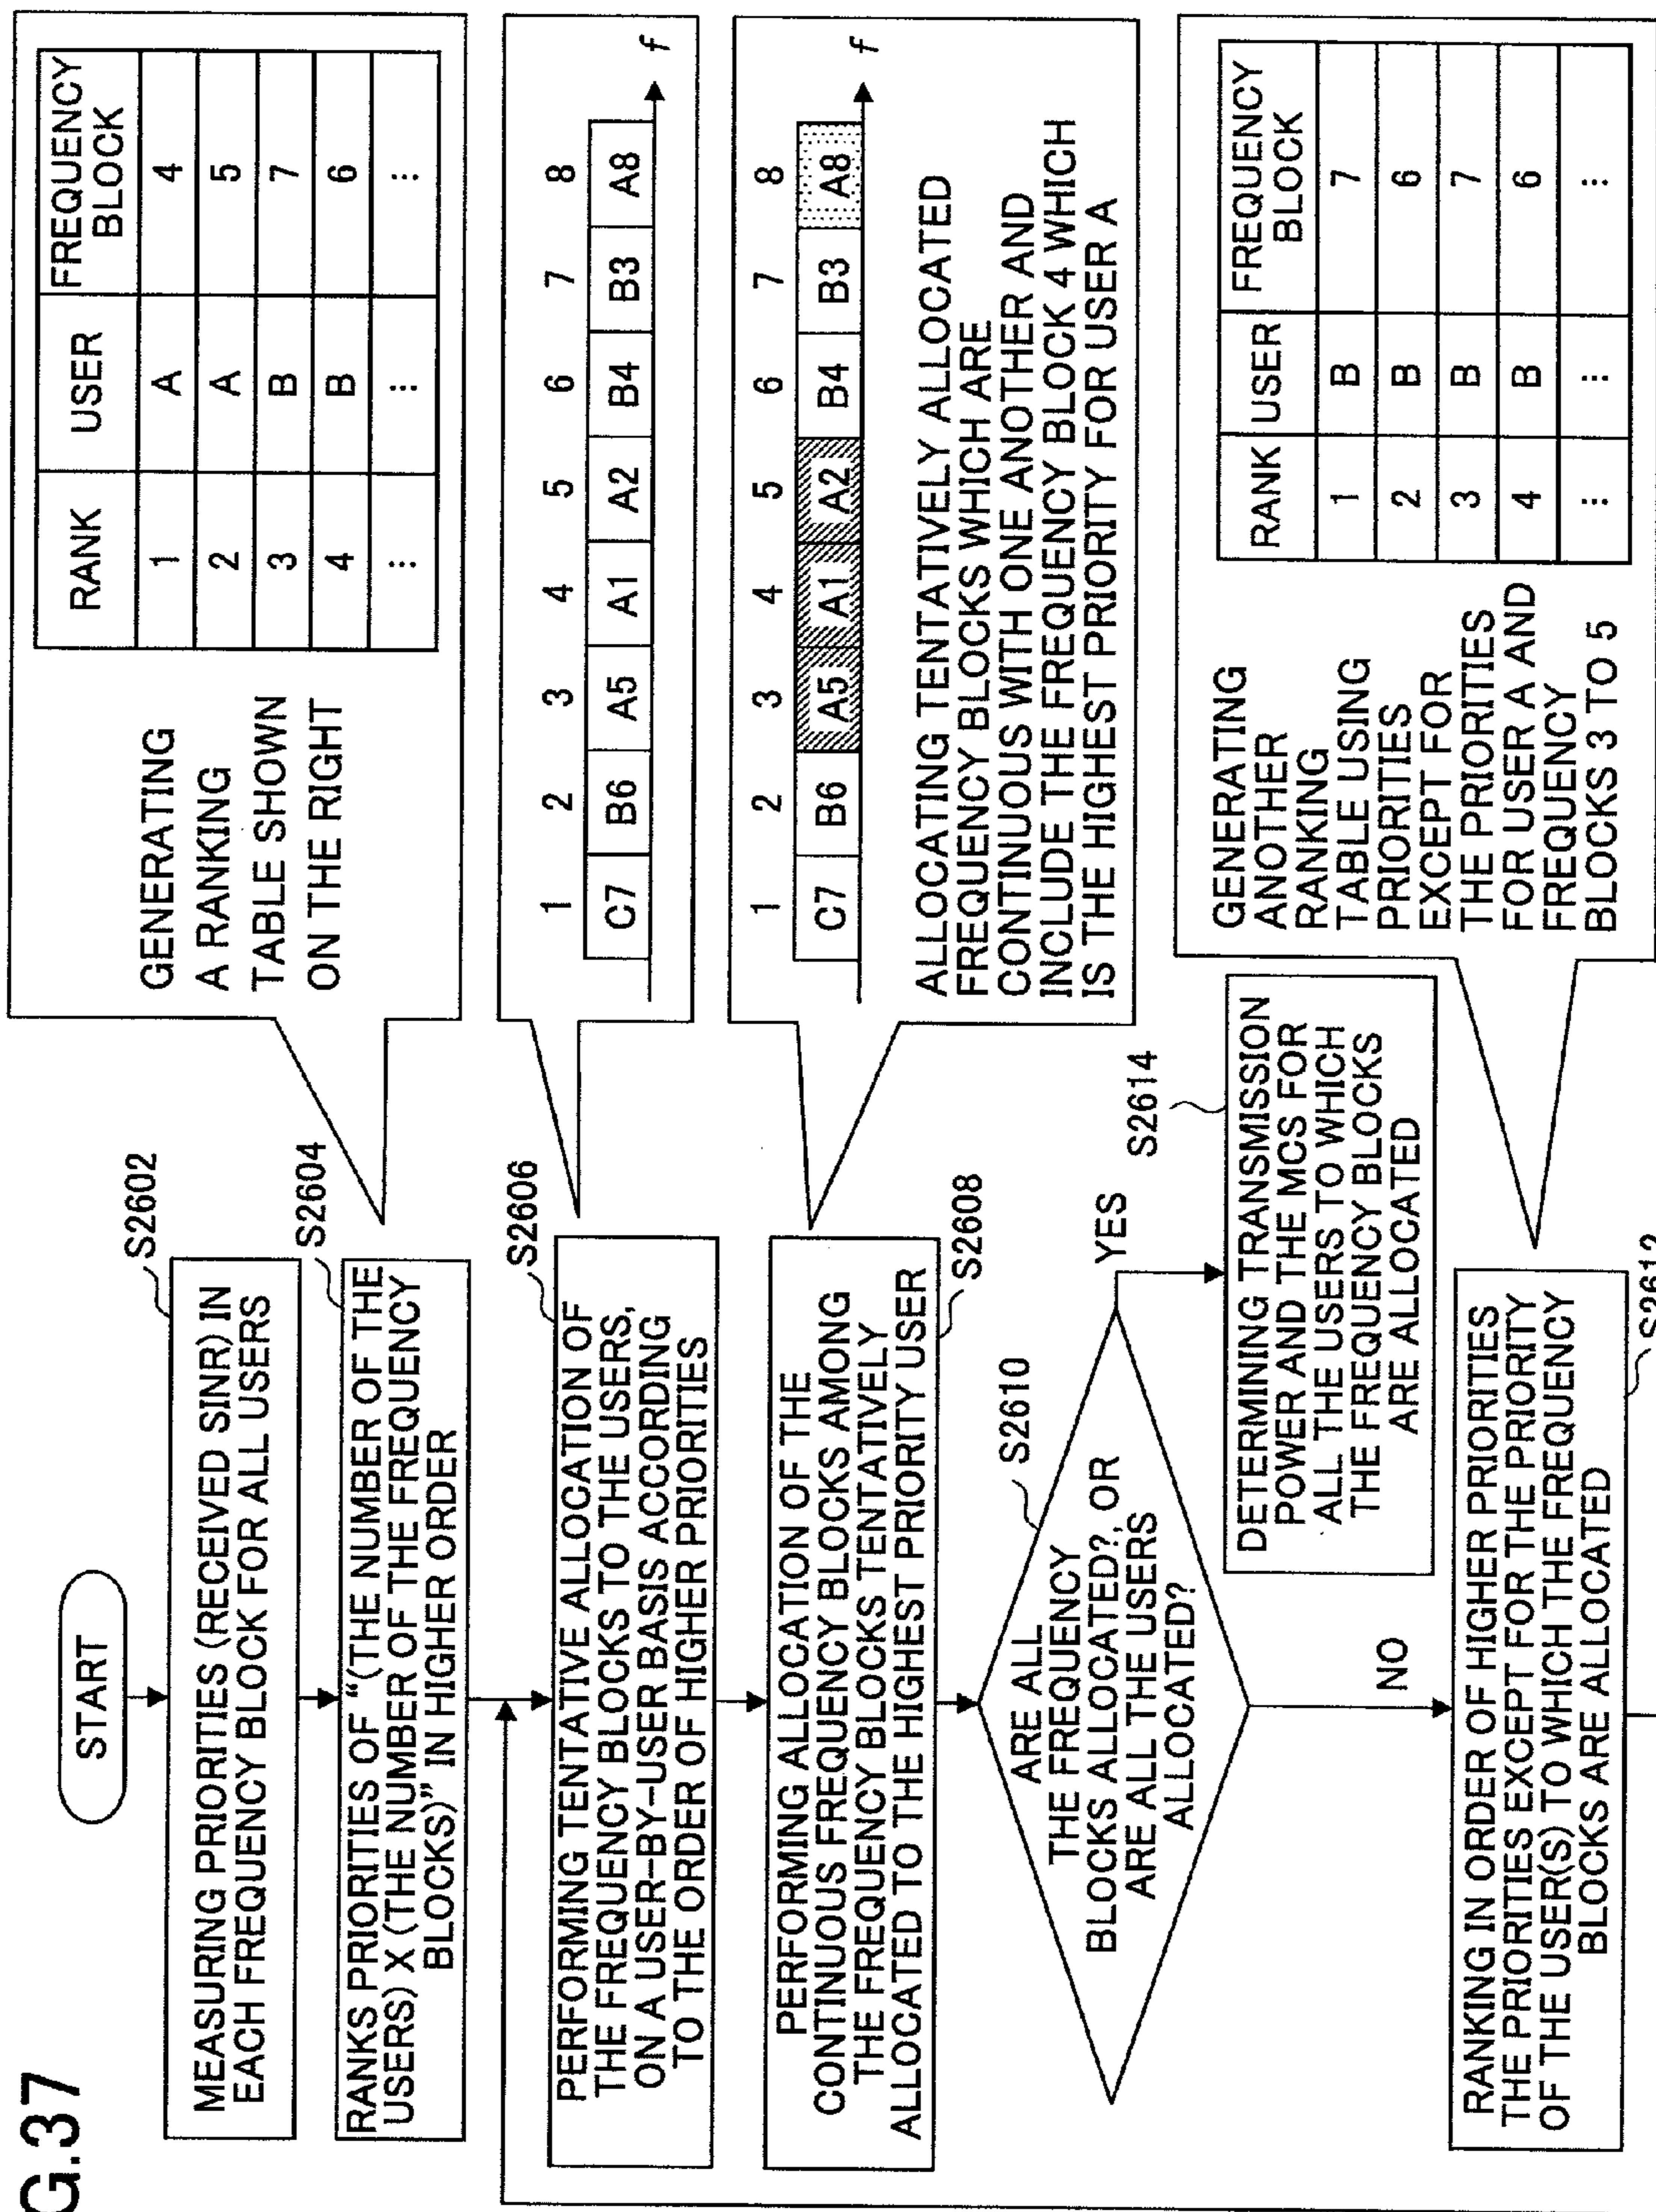 G.37
START
MEASURING PRIORITIES (RECEIVED SINR) IN
EACH FREQUENCY BLOCK FOR ALL USERS
S2602
RANKS PRIORITIES OF "(THE NUMBER OF THE
USERS) X (THE NUMBER OF THE FREQUENCY
BLOCKS)" IN HIGHER ORDER
S2604
GENERATING
A RANKING
TABLE SHOWN
ON THE RIGHT
RANK USER FREQUENCY
BLOCK
1 A 4
2 A 5
3 B 7
4 B 6
⋮ ⋮ ⋮
PERFORMING TENTATIVE ALLOCATION OF
THE FREQUENCY BLOCKS TO THE USERS,
ON A USER-BY-USER BASIS ACCORDING
TO THE ORDER OF HIGHER PRIORITIES
S2606
1 2 3 4 5 6 7 8
C7 B6 A5 A1 A2 B4 B3 A8
f
PERFORMING ALLOCATION OF THE
CONTINUOUS FREQUENCY BLOCKS AMONG
THE FREQUENCY BLOCKS TENTATIVELY
ALLOCATED TO THE HIGHEST PRIORITY USER
S2608
1 2 3 4 5 6 7 8
C7 B6 A5 A1 A2 B4 B3 A8
f
ALLOCATING TENTATIVELY ALLOCATED
FREQUENCY BLOCKS WHICH ARE
CONTINUOUS WITH ONE ANOTHER AND
INCLUDE THE FREQUENCY BLOCK 4 WHICH
IS THE HIGHEST PRIORITY FOR USER A
S2610
ARE ALL
THE FREQUENCY
BLOCKS ALLOCATED?, OR
ARE ALL THE USERS
ALLOCATED?
YES
S2614
DETERMINING TRANSMISSION
POWER AND THE MCS FOR
ALL THE USERS TO WHICH
THE FREQUENCY BLOCKS
ARE ALLOCATED
NO
RANKING IN ORDER OF HIGHER PRIORITIES
THE PRIORITIES EXCEPT FOR THE PRIORITY
OF THE USER(S) TO WHICH THE FREQUENCY
BLOCKS ARE ALLOCATED
S2612
GENERATING
ANOTHER
RANKING
TABLE USING
PRIORITIES
EXCEPT FOR
THE PRIORITIES
FOR USER A AND
FREQUENCY
BLOCKS 3 TO 5
RANK USER FREQUENCY
BLOCK
1 B 7
2 B 6
3 B 7
4 B 6
⋮ ⋮ ⋮